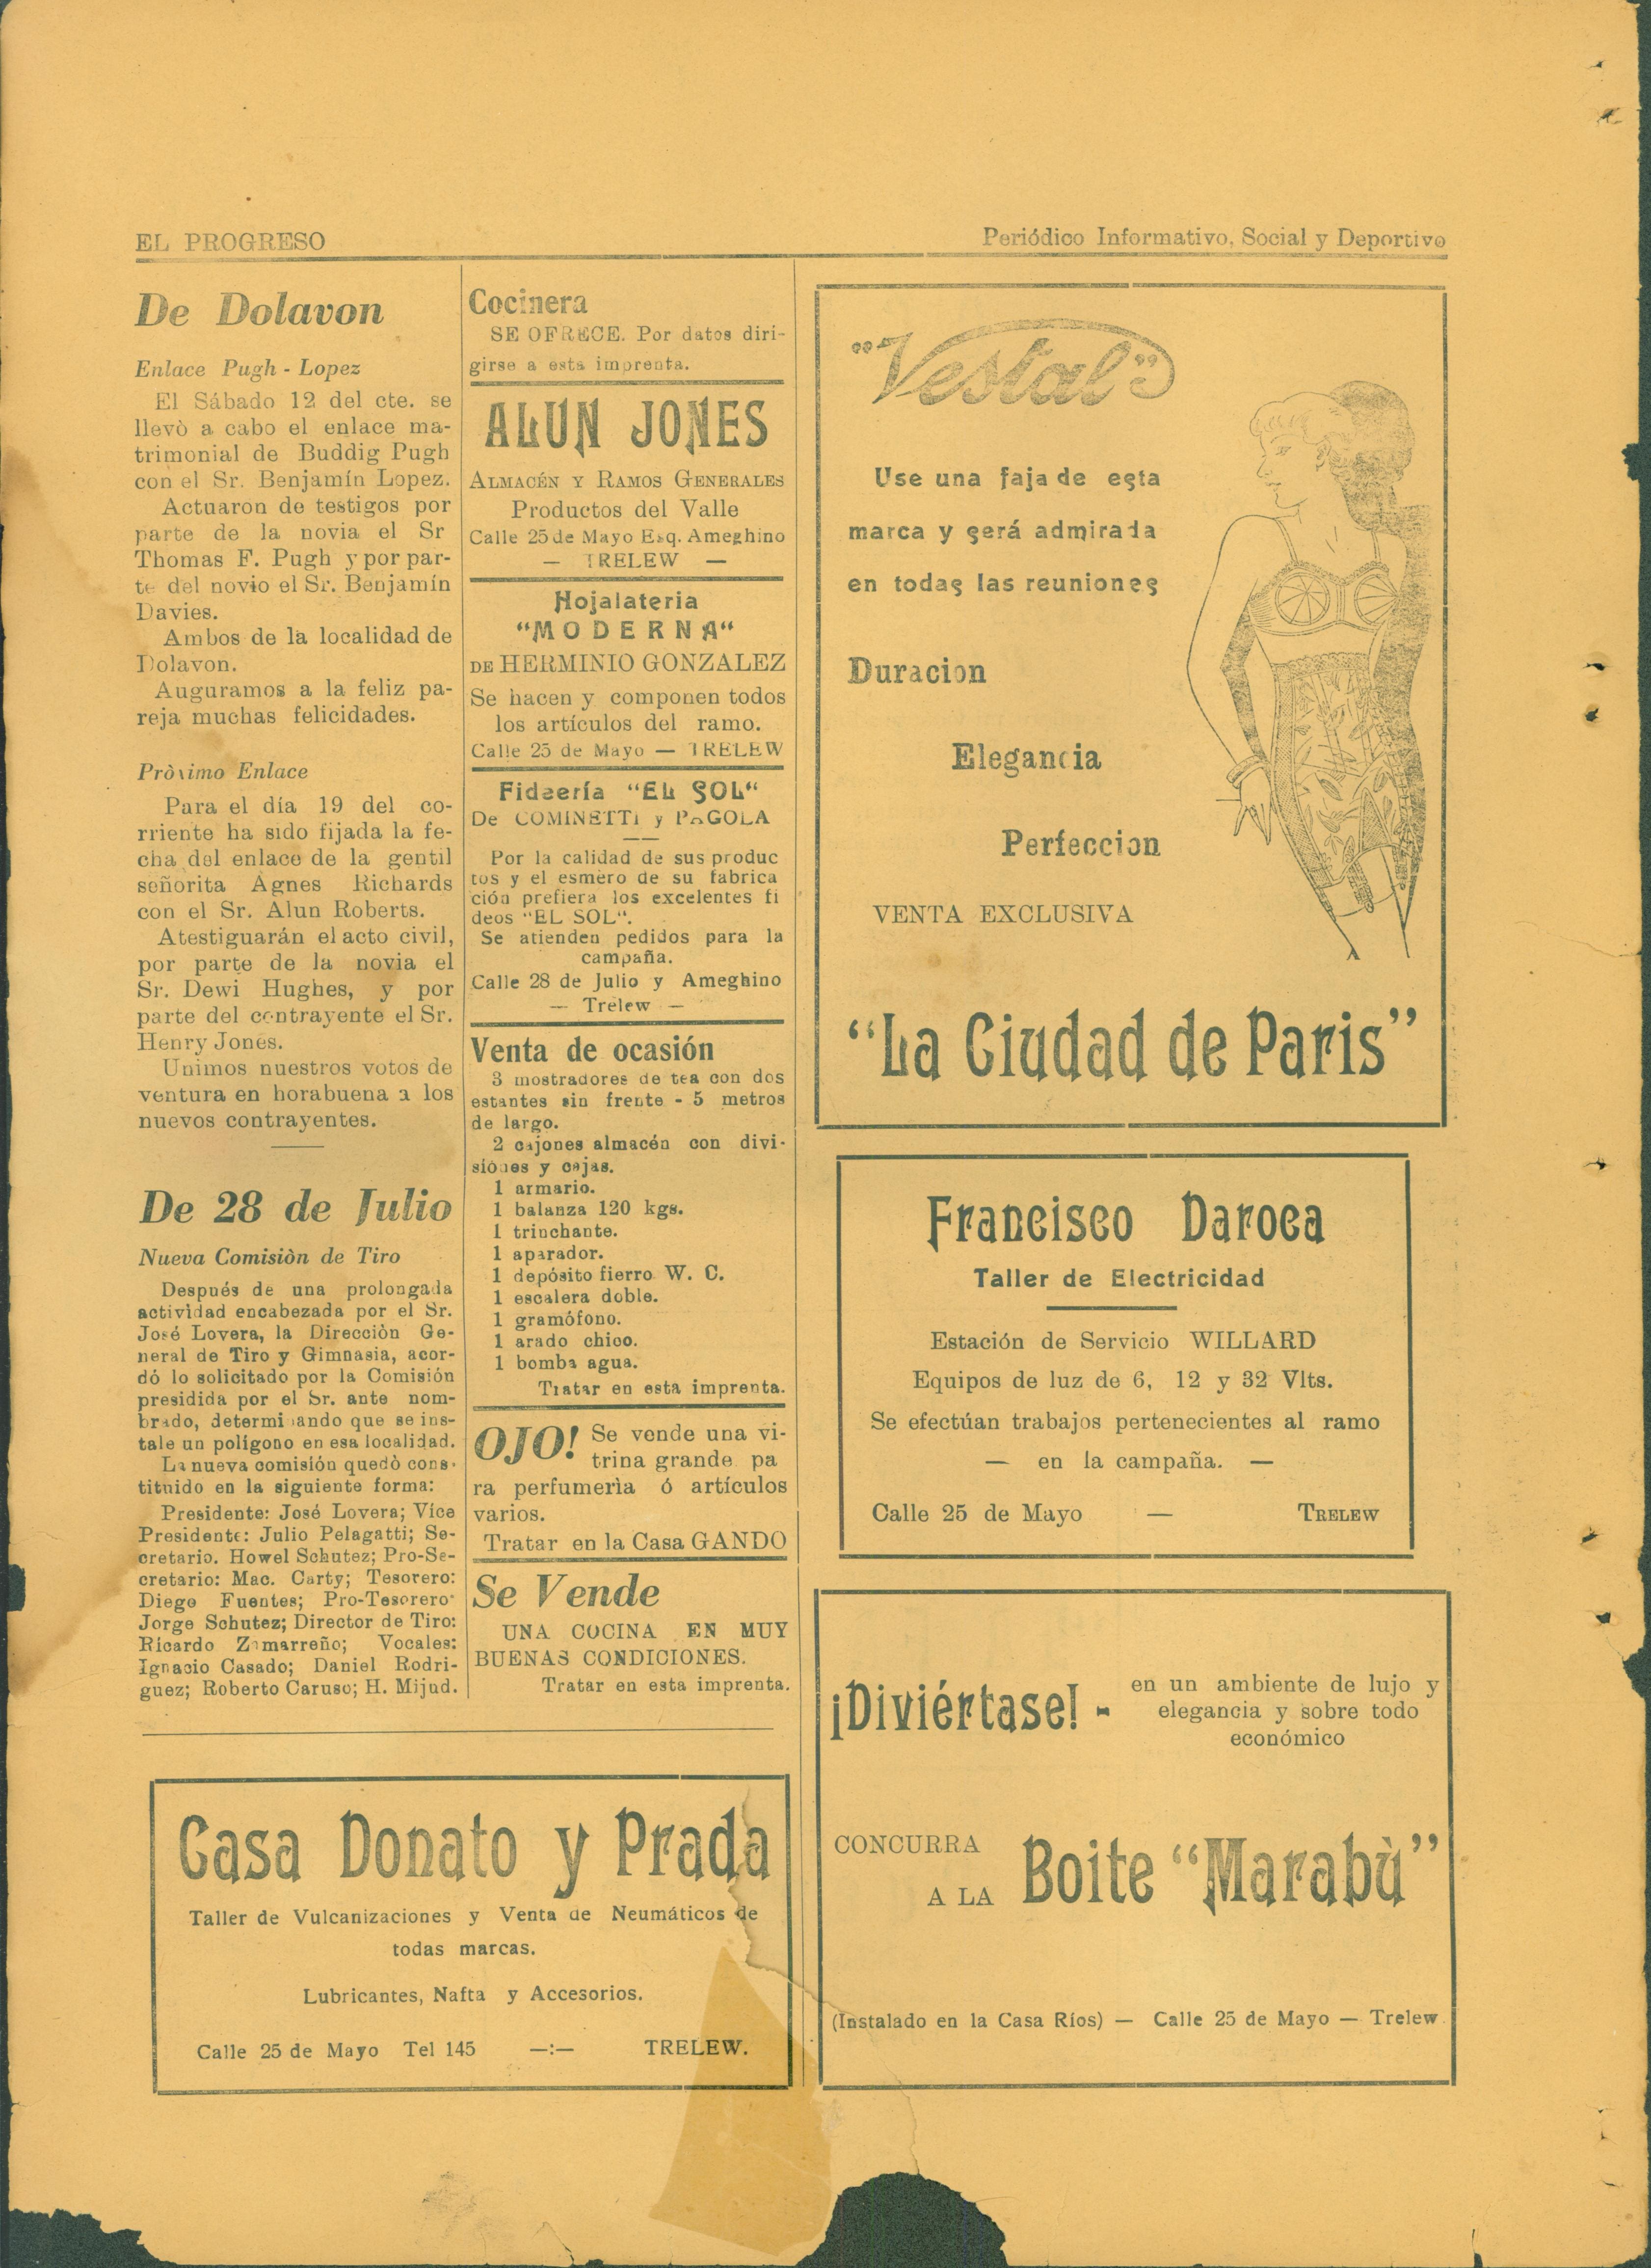 EL PROGRESO
Periódico Informativo, Social y Deportivo
De Dolavon
Enlace Pugh - Lopez
El Sábado 12 del cte. se
llevò a cabo el enlace ma-
trimonial de Buddig Pugh
con el Sr. Benjamín Lopez.
Actuaron de testigos por
parte de la novia el Sr
Thomas F. Pugh y por par-
te del novio el Sr. Benjamín
Davies.
Ambos de la localidad de
Dolavon.
Auguramos a la feliz pa-
reja muchas felicidades.
Pròximo Enlace
Para el día 19 del co-
rriente ha sido fijada la fe-
cha del enlace de la gentil
señorita Agnes Richards
con el Sr. Alun Roberts.
Atestiguarán el acto civil,
por parte de la novia el
Sr. Dewi Hughes, y por
parte del contrayente el Sr.
Henry Jones.
Unimos nuestros votos de
ventura en horabuena a los
nuevos contrayentes.
De 28 de Julio
Nueva Comisiòn de Tiro
Después de una prolongada
actividad encabezada por el Sr.
José Lovera, la Direcciòn Ge-
neral de Tiro y Gimnasia, acor-
dó lo solicitado por la Comisión
presidida por el Sr. ante nom-
brado, determinando que se ins-
tale un polígono en esa localidad.
La nueva comisión quedò cons-
tituido en la siguiente forma:
Presidente: José Lovera; Více
Presidente: Julio Pelagatti; Se-
cretario. Howel Schutez; Pro-Se-
cretario: Mac. Carty; Tesorero:
Diego Fuentes; Pro-Tesorero
Jorge Schutez; Director de Tiro:
Ricardo Zamarreño; Vocales:
Ignacio Casado; Daniel Rodri-
guez; Roberto Caruso; H. Mijud.
Cocinera
SE OFRECE. Por datos diri-
girse a esta imprenta.
ALUN JONES
ALMACÉN Y RAMOS GENERALES
Productos del Valle
Calle 25 de Mayo Esq. Ameghino
— TRELEW —
Hojalateria
"MODERNA"
DE HERMINIO GONZALEZ
Se hacen y componen todos
los artículos del ramo.
Calle 25 de Mayo — TRELEW
Fideería "EL SOL"
De COMINETTI y PAGOLA
Por la calidad de sus produc
tos y el esmero de su fabrica
ción prefiera los excelentes fi
deos "EL SOL".
Se atienden pedidos para la
campaña.
Calle 28 de Julio y Ameghino
— Trelew —
Venta de ocasión
3 mostradores de tea con dos
estantes sin frente - 5 metros
de largo.
2 cajones almacén con divi-
siònes y cajas.
1 armario.
1 balanza 120 kgs.
1 trinchante.
1 aparador.
1 depósito fierro W. C.
1 escalera doble.
1 gramófono.
1 arado chico.
1 bomba agua.
Tratar en esta imprenta.
OJO! Se vende una vi-
trina grande pa
ra perfumerìa ó artículos
varios.
Tratar en la Casa GANDO
Se Vende
UNA COCINA EN MUY
BUENAS CONDICIONES.
Tratar en esta imprenta.
Casa Donato y Prada
Taller de Vulcanizaciones y Venta de Neumáticos de
todas marcas.
Lubricantes, Nafta y Accesorios.
Calle 25 de Mayo Tel 145 —:— TRELEW.
"Vestal"
Use una faja de esta
marca y será admirada
en todas las reuniones
Duracion
Elegancia
Perfeccion
VENTA EXCLUSIVA
"La Ciudad de Paris"
Francisco Daroca
Taller de Electricidad
Estación de Servicio WILLARD
Equipos de luz de 6, 12 y 32 Vlts.
Se efectúan trabajos pertenecientes al ramo
— en la campaña. —
Calle 25 de Mayo — TRELEW
¡Diviértase! - en un ambiente de lujo y
elegancia y sobre todo
económico
CONCURRA
A LA Boite "Marabù"
(Instalado en la Casa Ríos) — Calle 25 de Mayo — Trelew